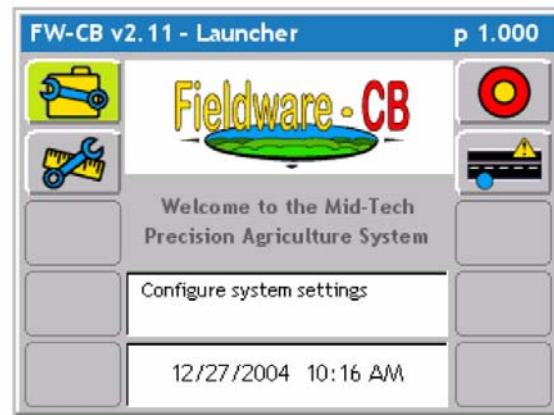 FW-CB v2.11 - Launcher p 1.000
Fieldware - CB
Welcome to the Mid-Tech
Precision Agriculture System
Configure system settings
12/27/2004 10:16 AM